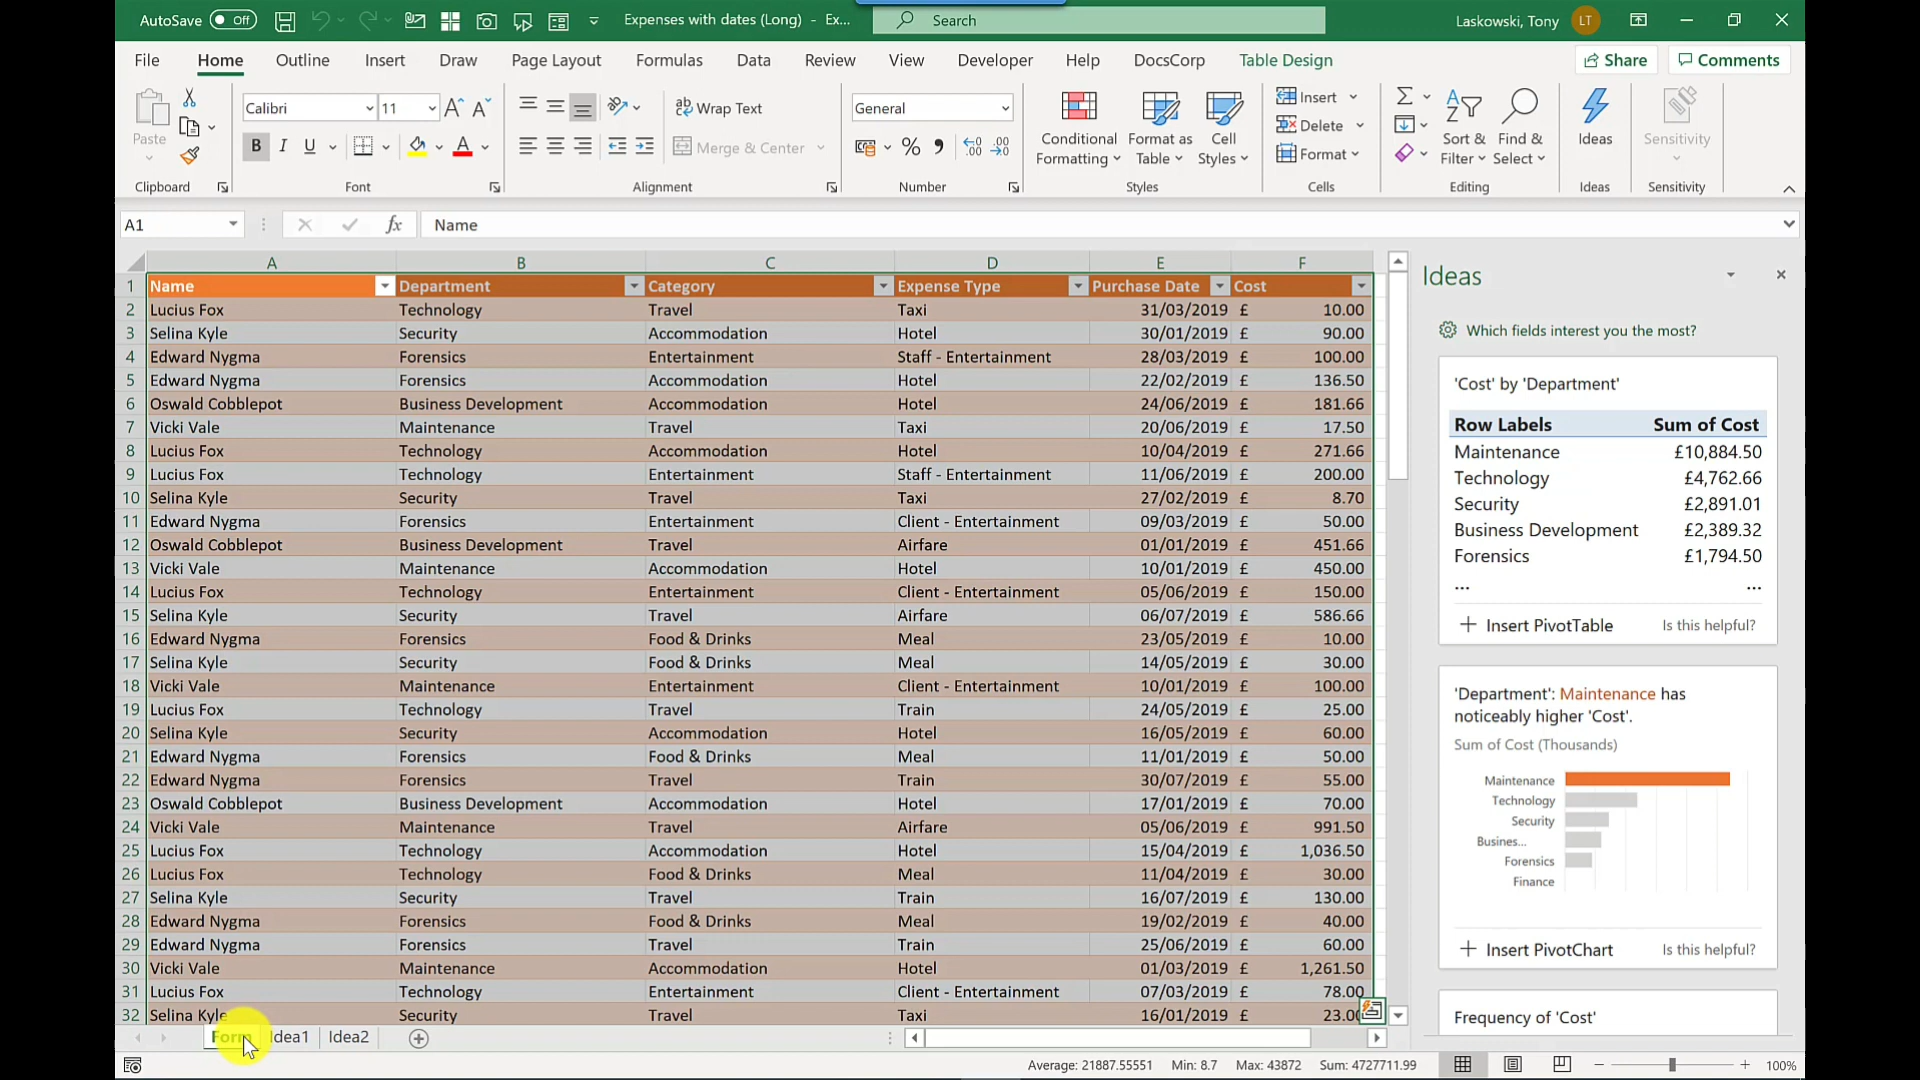 AutoSave Off Expenses with dates (Long) - Ex... Search Laskowski, Tony LT
File Home Outline Insert Draw Page Layout Formulas Data Review View Developer Help DocsCorp Table Design Share Comments
Paste Calibri 11 Wrap Text General Conditional Formatting Format as Table Cell Styles Insert Delete Format Sort & Filter Find & Select Ideas Sensitivity
B I U Merge & Center % 9
Clipboard Font Alignment Number Styles Cells Editing Ideas Sensitivity
A1 fx Name
A B C D E F
1 Name Department Category Expense Type Purchase Date Cost
2 Lucius Fox Technology Travel Taxi 31/03/2019 £ 10.00
3 Selina Kyle Security Accommodation Hotel 30/01/2019 £ 90.00
4 Edward Nygma Forensics Entertainment Staff - Entertainment 28/03/2019 £ 100.00
5 Edward Nygma Forensics Accommodation Hotel 22/02/2019 £ 136.50
6 Oswald Cobblepot Business Development Accommodation Hotel 24/06/2019 £ 181.66
7 Vicki Vale Maintenance Travel Taxi 20/06/2019 £ 17.50
8 Lucius Fox Technology Accommodation Hotel 10/04/2019 £ 271.66
9 Lucius Fox Technology Entertainment Staff - Entertainment 11/06/2019 £ 200.00
10 Selina Kyle Security Travel Taxi 27/02/2019 £ 8.70
11 Edward Nygma Forensics Entertainment Client - Entertainment 09/03/2019 £ 50.00
12 Oswald Cobblepot Business Development Travel Airfare 01/01/2019 £ 451.66
13 Vicki Vale Maintenance Accommodation Hotel 10/01/2019 £ 450.00
14 Lucius Fox Technology Entertainment Client - Entertainment 05/06/2019 £ 150.00
15 Selina Kyle Security Travel Airfare 06/07/2019 £ 586.66
16 Edward Nygma Forensics Food & Drinks Meal 23/05/2019 £ 10.00
17 Selina Kyle Security Food & Drinks Meal 14/05/2019 £ 30.00
18 Vicki Vale Maintenance Entertainment Client - Entertainment 10/01/2019 £ 100.00
19 Lucius Fox Technology Travel Train 24/05/2019 £ 25.00
20 Selina Kyle Security Accommodation Hotel 16/05/2019 £ 60.00
21 Edward Nygma Forensics Food & Drinks Meal 11/01/2019 £ 50.00
22 Edward Nygma Forensics Travel Train 30/07/2019 £ 55.00
23 Oswald Cobblepot Business Development Accommodation Hotel 17/01/2019 £ 70.00
24 Vicki Vale Maintenance Travel Airfare 05/06/2019 £ 991.50
25 Lucius Fox Technology Accommodation Hotel 15/04/2019 £ 1,036.50
26 Lucius Fox Technology Food & Drinks Meal 11/04/2019 £ 30.00
27 Selina Kyle Security Travel Train 16/07/2019 £ 130.00
28 Edward Nygma Forensics Food & Drinks Meal 19/02/2019 £ 40.00
29 Edward Nygma Forensics Travel Train 25/06/2019 £ 60.00
30 Vicki Vale Maintenance Accommodation Hotel 01/03/2019 £ 1,261.50
31 Lucius Fox Technology Entertainment Client - Entertainment 07/03/2019 £ 78.00
32 Selina Kyle Security Travel Taxi 16/01/2019 £ 23.00
Ideas
Which fields interest you the most?
'Cost' by 'Department'
Row Labels Sum of Cost
Maintenance £10,884.50
Technology £4,762.66
Security £2,891.01
Business Development £2,389.32
Forensics £1,794.50
... ...
Insert PivotTable Is this helpful?
'Department': Maintenance has
noticeably higher 'Cost'.
Sum of Cost (Thousands)
Maintenance
Technology
Security
Busines...
Forensics
Finance
Insert PivotChart Is this helpful?
Frequency of 'Cost'
Form Idea1 Idea2
Average: 21887.55551 Min: 8.7 Max: 43872 Sum: 4727711.99 100%